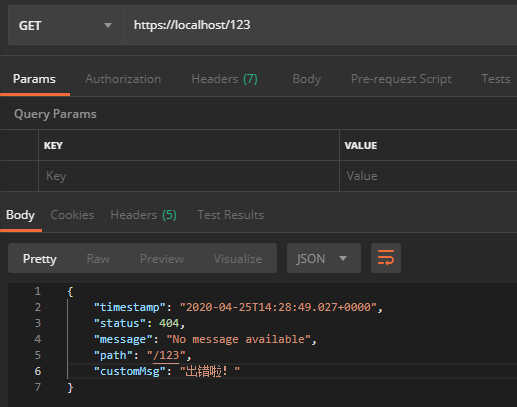 GET https://localhost/123
Params Authorization Headers (7) Body Pre-request Script Tests
Query Params
KEY VALUE
Key Value
Body Cookies Headers (5) Test Results
Pretty Raw Preview Visualize JSON
1 {
2 "timestamp": "2020-04-25T14:28:49.027+0000",
3 "status": 404,
4 "message": "No message available",
5 "path": "/123",
6 "customMsg": "出错啦！"
7 }